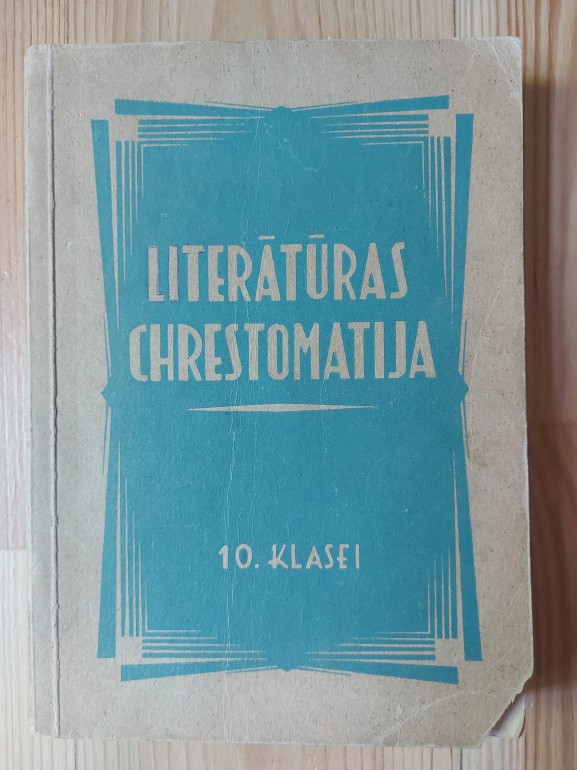 LITERĀTŪRAS
CHRESTOMATIJA
10. KLASEI